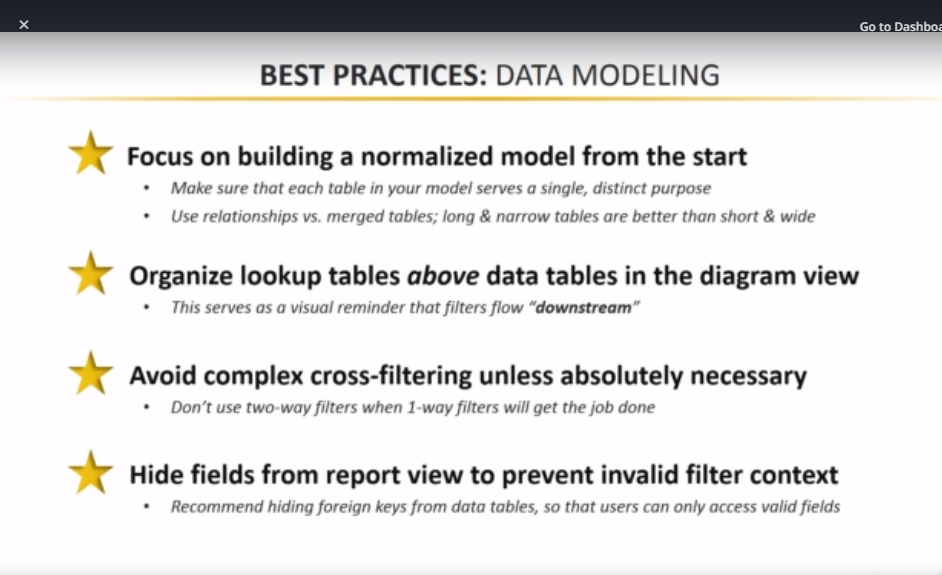 ×
Go to Dashboa
BEST PRACTICES: DATA MODELING
Focus on building a normalized model from the start
• Make sure that each table in your model serves a single, distinct purpose
• Use relationships vs. merged tables; long & narrow tables are better than short & wide
Organize lookup tables above data tables in the diagram view
• This serves as a visual reminder that filters flow “downstream”
Avoid complex cross-filtering unless absolutely necessary
• Don’t use two-way filters when 1-way filters will get the job done
Hide fields from report view to prevent invalid filter context
• Recommend hiding foreign keys from data tables, so that users can only access valid fields